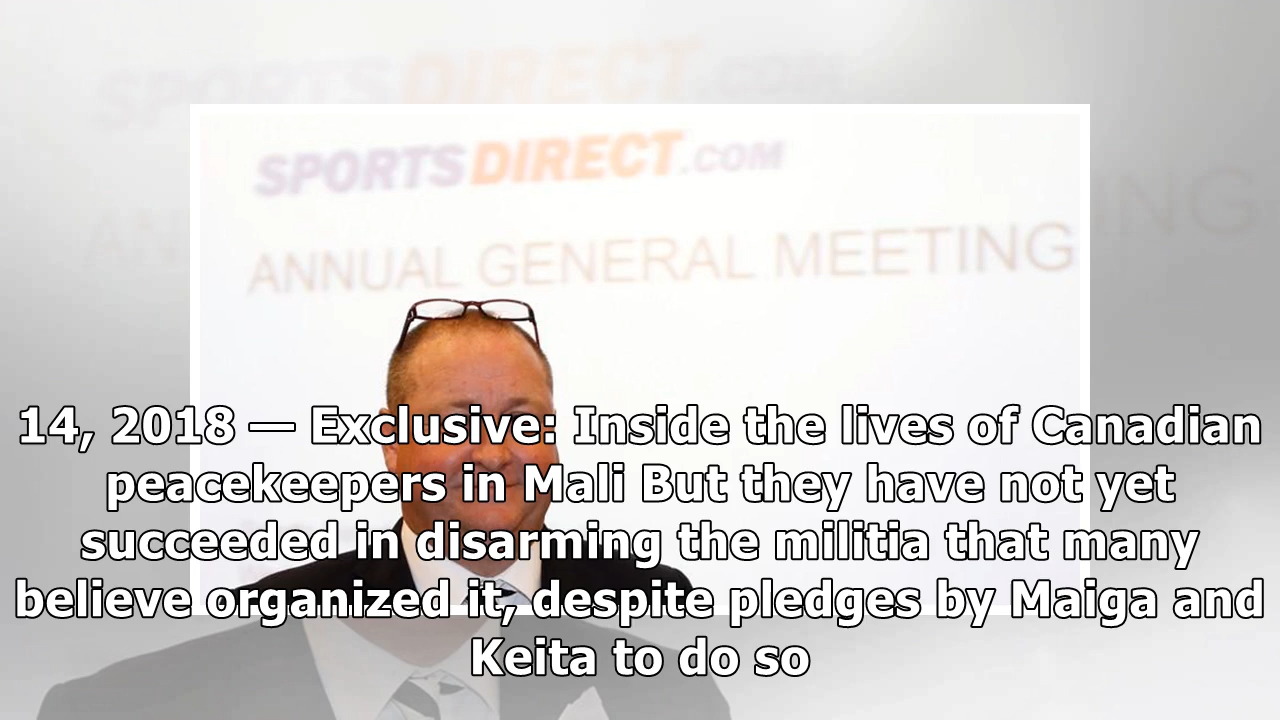 SPORTSDIRECT.COM
SPORTSDIRECT.COM
ANNUAL GENERAL MEETING
14, 2018 — Exclusive: Inside the lives of Canadian
peacekeepers in Mali But they have not yet
succeeded in disarming the militia that many
believe organized it, despite pledges by Maiga and
Keita to do so